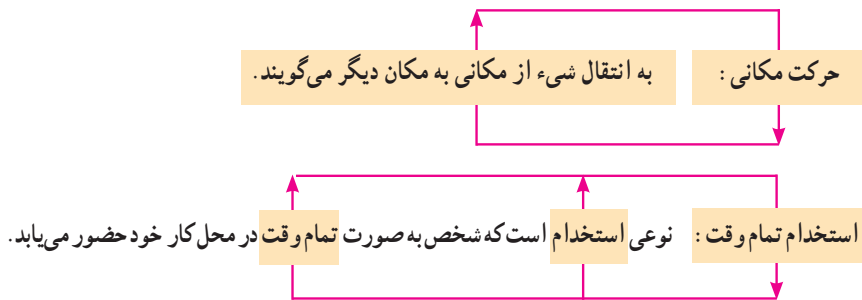 حرکت مکانی : به انتقال شیء از مکانی به مکان دیگر می‌گویند.
استخدام تمام وقت : نوعی استخدام است که شخص به صورت تمام وقت در محل کار خود حضور می‌یابد.